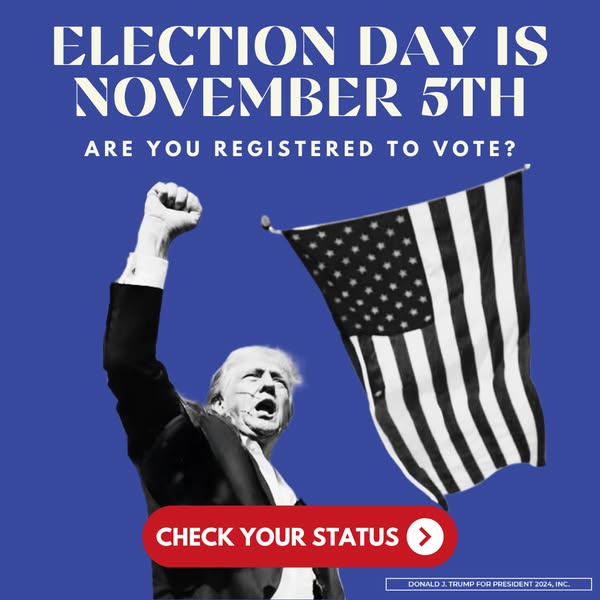 ELECTION DAY IS
NOVEMBER 5TH
ARE YOU REGISTERED TO VOTE?
CHECK YOUR STATUS
DONALD J. TRUMP FOR PRESIDENT 2024, INC.